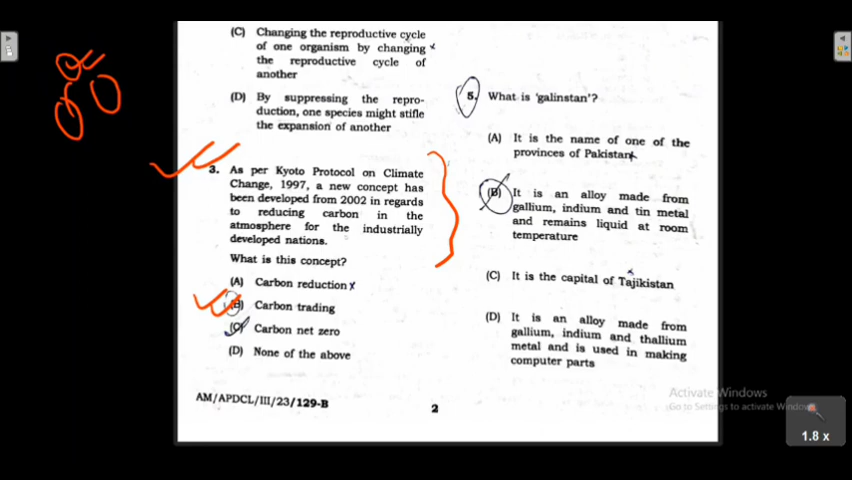 (C) Changing the reproductive cycle
of one organism by changing
the reproductive cycle of
another
(D) By suppressing the repro-
duction, one species might stifle
the expansion of another
3. As per Kyoto Protocol on Climate
Change, 1997, a new concept has
been developed from 2002 in regards
to reducing carbon in the
atmosphere for the industrially
developed nations.
What is this concept?
(A) Carbon reduction
(B) Carbon trading
(C) Carbon net zero
(D) None of the above
AM/APDCL/III/23/129-B
2
5. What is ‘galinstan’?
(A) It is the name of one of the
provinces of Pakistan
(B) It is an alloy made from
gallium, indium and tin metal
and remains liquid at room
temperature
(C) It is the capital of Tajikistan
(D) It is an alloy made from
gallium, indium and thallium
metal and is used in making
computer parts
Activate Windows
Go to Settings to activate Windows
1.8 x